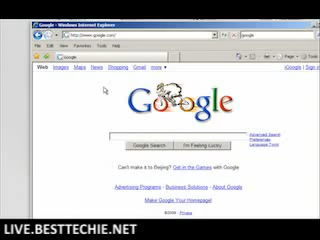 Google - Windows Internet Explorer
http://www.google.com/
google
File Edit View Favorites Tools Help
Google
Page Tools
Web Images Maps News Shopping Gmail more
iGoogle | Sign in
Google
Advanced Search
Preferences
Language Tools
Google Search I'm Feeling Lucky
Can't make it to Beijing? Get in the Games with Google
Advertising Programs - Business Solutions - About Google
Make Google Your Homepage!
©2008 - Privacy
LIVE.BESTTECHIE.NET